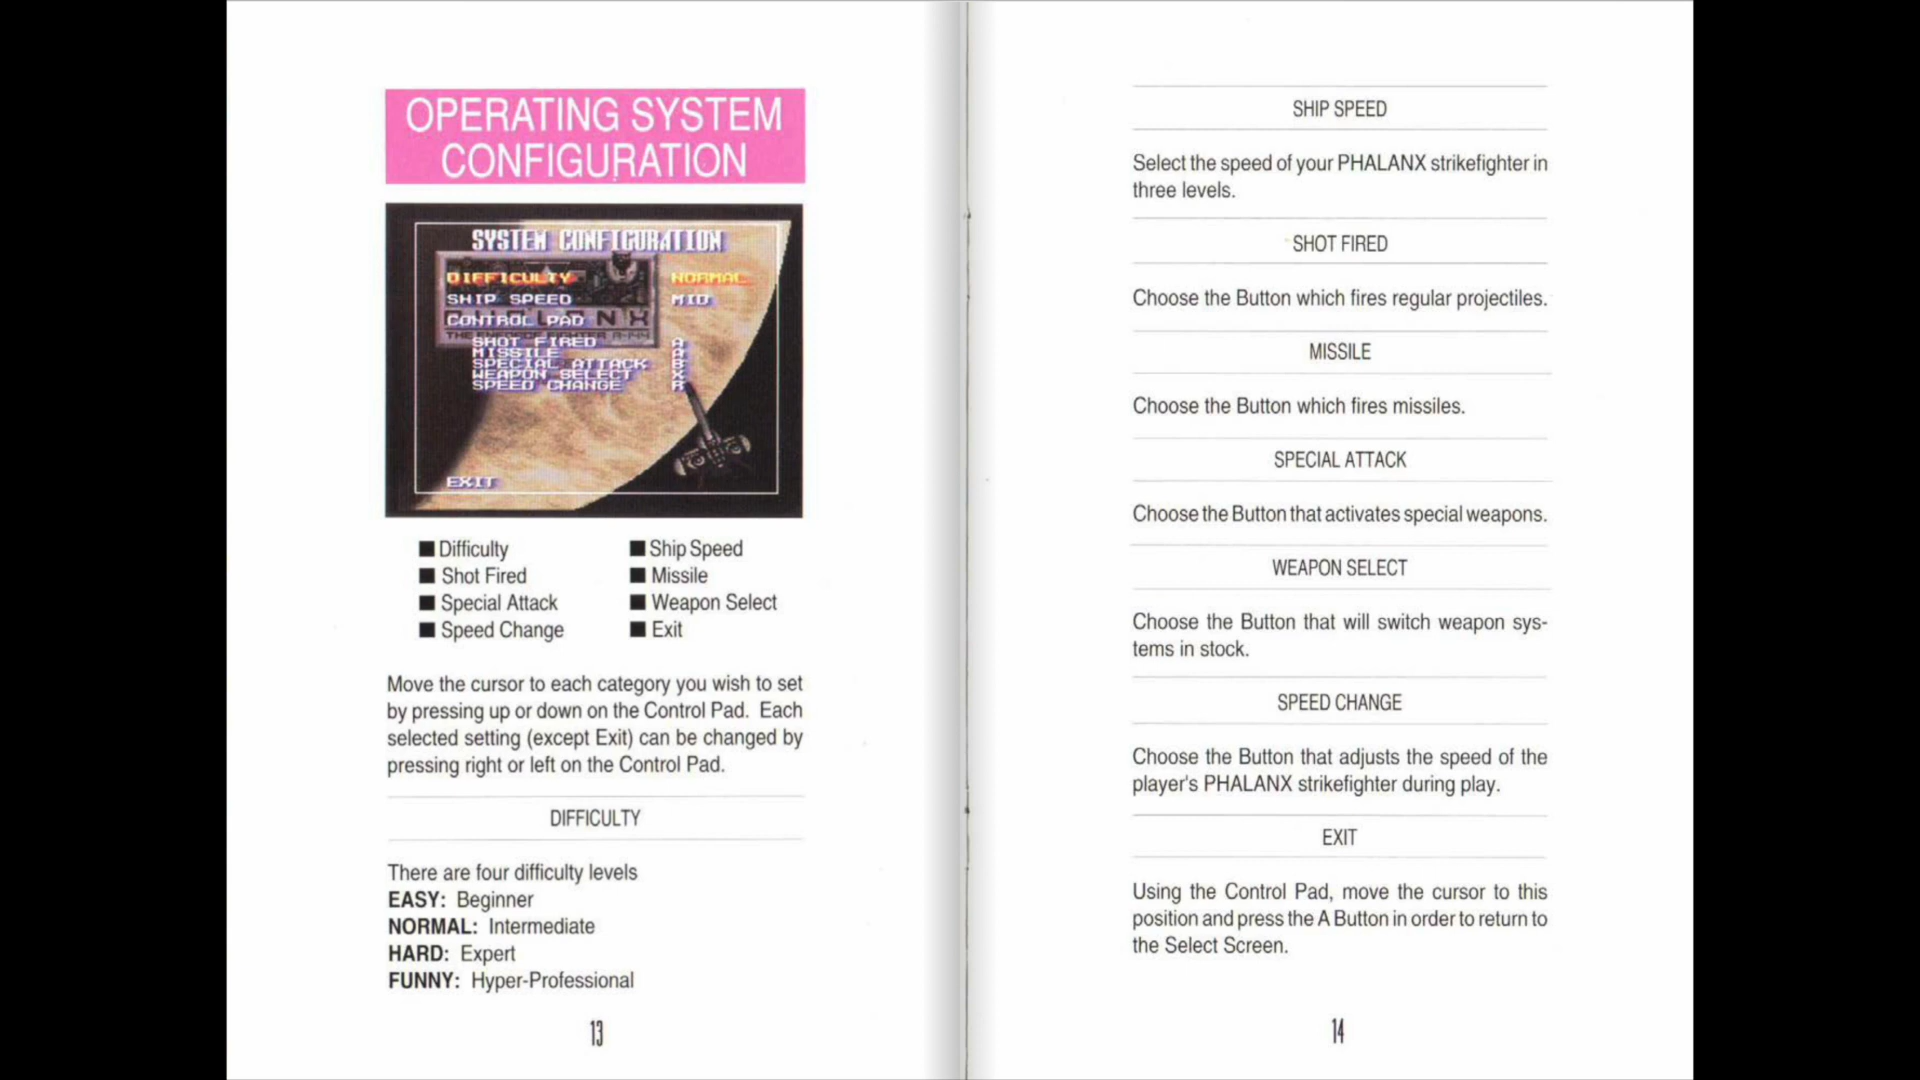 OPERATING SYSTEM
CONFIGURATION
SYSTEM CONFIGURATION
DIFFICULTY NORMAL
SHIP SPEED MID
CONTROL PAD
SHOT FIRED A
MISSILE A
SPECIAL ATTACK B
WEAPON SELECT X
SPEED CHANGE R
EXIT
■ Difficulty ■ Ship Speed
■ Shot Fired ■ Missile
■ Special Attack ■ Weapon Select
■ Speed Change ■ Exit
Move the cursor to each category you wish to set
by pressing up or down on the Control Pad. Each
selected setting (except Exit) can be changed by
pressing right or left on the Control Pad.
DIFFICULTY
There are four difficulty levels
EASY: Beginner
NORMAL: Intermediate
HARD: Expert
FUNNY: Hyper-Professional
13
SHIP SPEED
Select the speed of your PHALANX strikefighter in
three levels.
SHOT FIRED
Choose the Button which fires regular projectiles.
MISSILE
Choose the Button which fires missiles.
SPECIAL ATTACK
Choose the Button that activates special weapons.
WEAPON SELECT
Choose the Button that will switch weapon sys-
tems in stock.
SPEED CHANGE
Choose the Button that adjusts the speed of the
player's PHALANX strikefighter during play.
EXIT
Using the Control Pad, move the cursor to this
position and press the A Button in order to return to
the Select Screen.
14